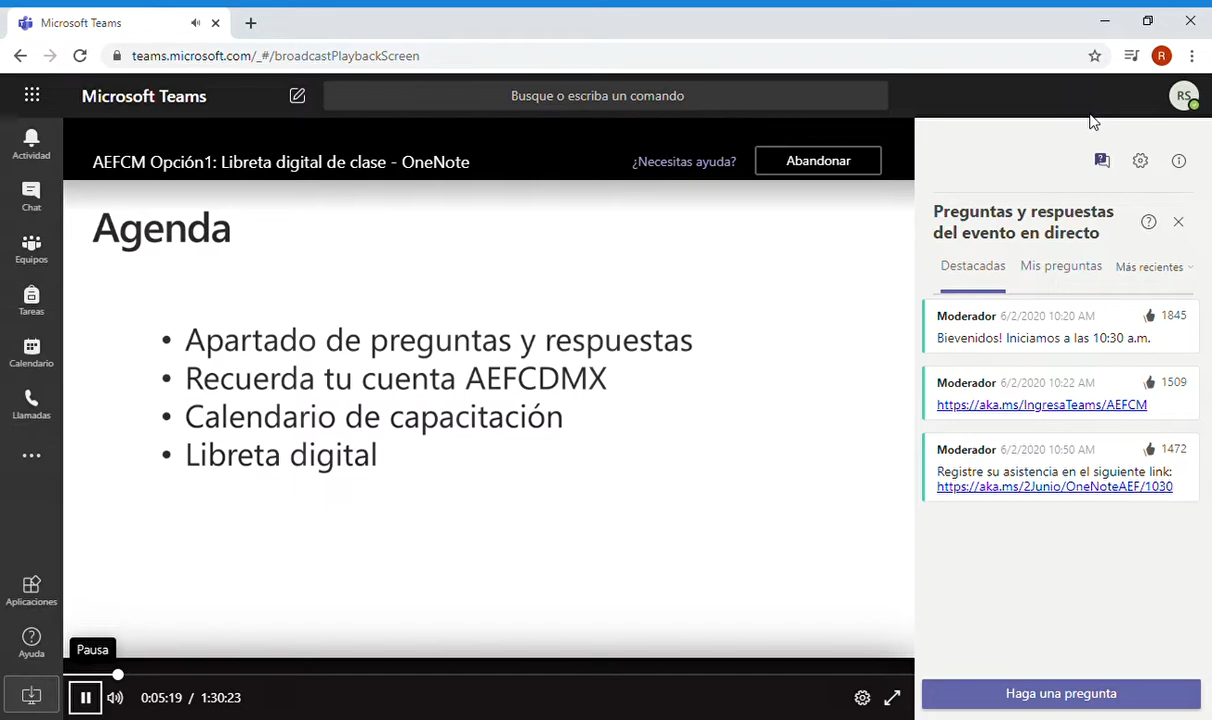 Microsoft Teams
teams.microsoft.com/_#/broadcastPlaybackScreen
R
Microsoft Teams
Busque o escriba un comando
RS
Actividad
Chat
Equipos
Tareas
Calendario
Llamadas
Aplicaciones
Ayuda
AEFCM Opción1: Libreta digital de clase - OneNote
¿Necesitas ayuda?
Abandonar
Agenda
• Apartado de preguntas y respuestas
• Recuerda tu cuenta AEFCDMX
• Calendario de capacitación
• Libreta digital
Pausa
0:05:19 / 1:30:23
Preguntas y respuestas
del evento en directo
Destacadas
Mis preguntas
Más recientes
Moderador 6/2/2020 10:20 AM 1845
Bievenidos! Iniciamos a las 10:30 a.m.
Moderador 6/2/2020 10:22 AM 1509
https://aka.ms/IngresaTeams/AEFCM
Moderador 6/2/2020 10:50 AM 1472
Registre su asistencia en el siguiente link:
https://aka.ms/2Junio/OneNoteAEF/1030
Haga una pregunta